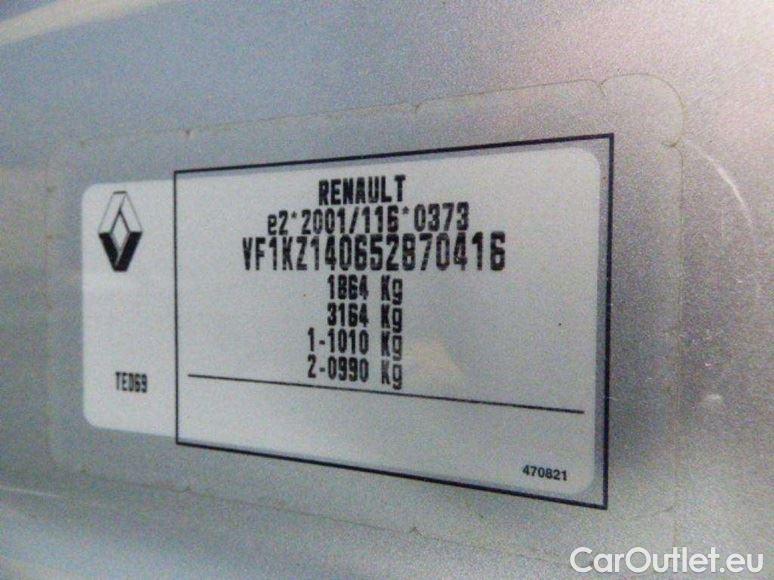 RENAULT
e2*2001/116*0373
VF1KZ140652870416
1864 Kg
3164 Kg
1-1010 Kg
2-0990 Kg
TED69
470821
CarOutlet.eu